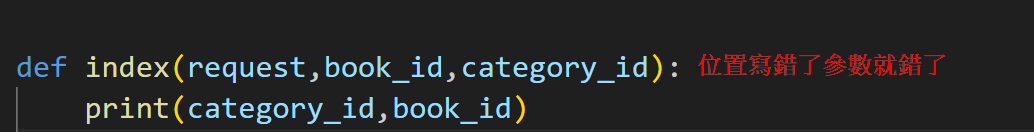 def index(request,book_id,category_id): 位置寫錯了參數就錯了
    print(category_id,book_id)